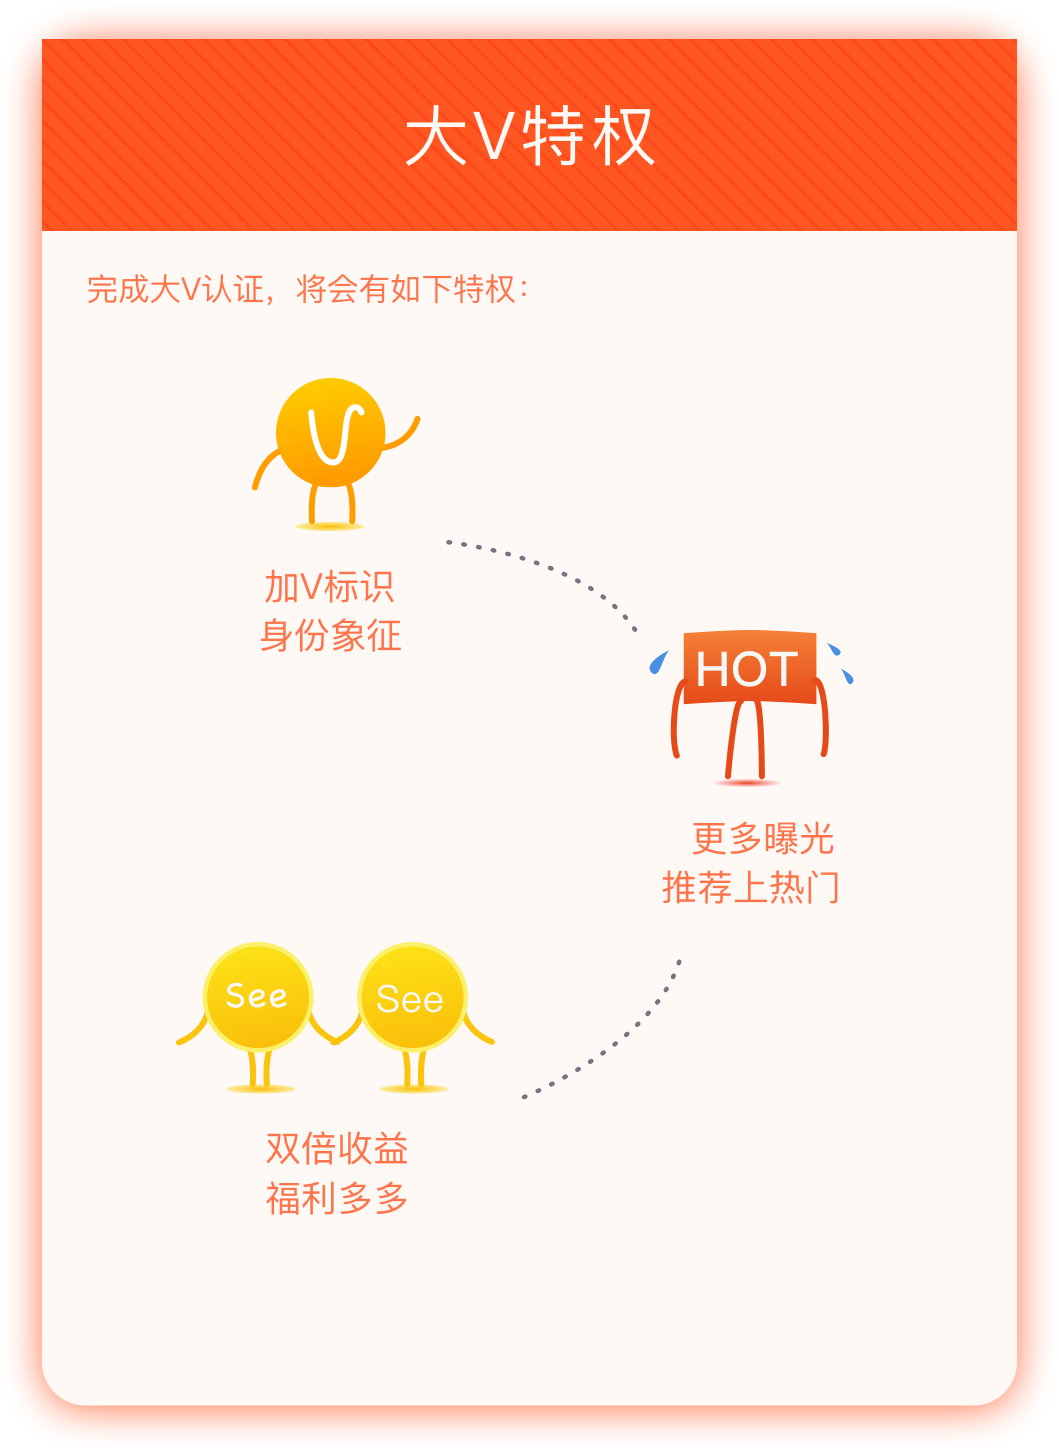 大V特权
完成大V认证，将会有如下特权：
V
加V标识
身份象征
HOT
更多曝光
推荐上热门
See See
双倍收益
福利多多